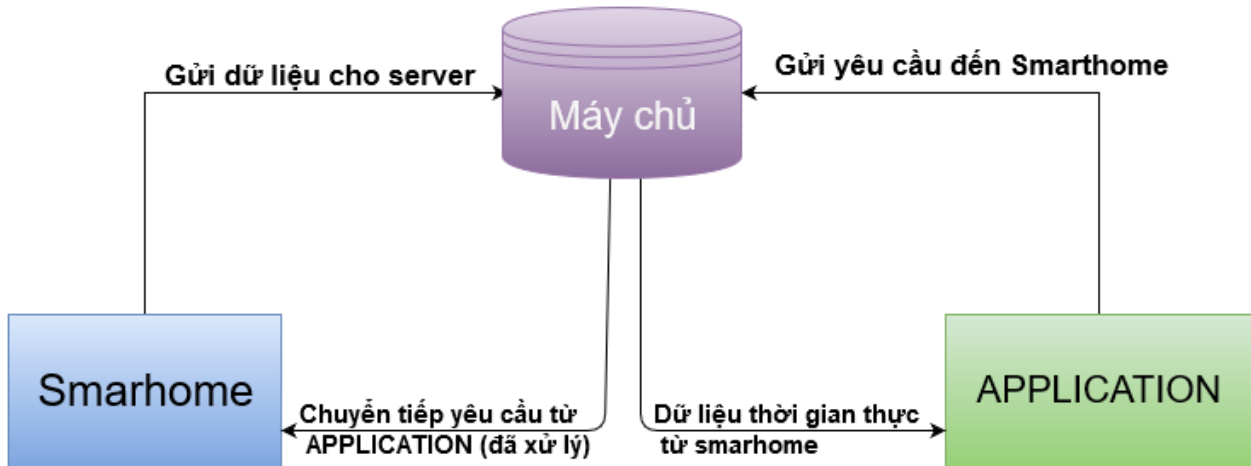 Gửi dữ liệu cho server
Gửi yêu cầu đến Smarthome
Máy chủ
Smarhome
APPLICATION
Chuyển tiếp yêu cầu từ
APPLICATION (đã xử lý)
Dữ liệu thời gian thực
từ smarhome